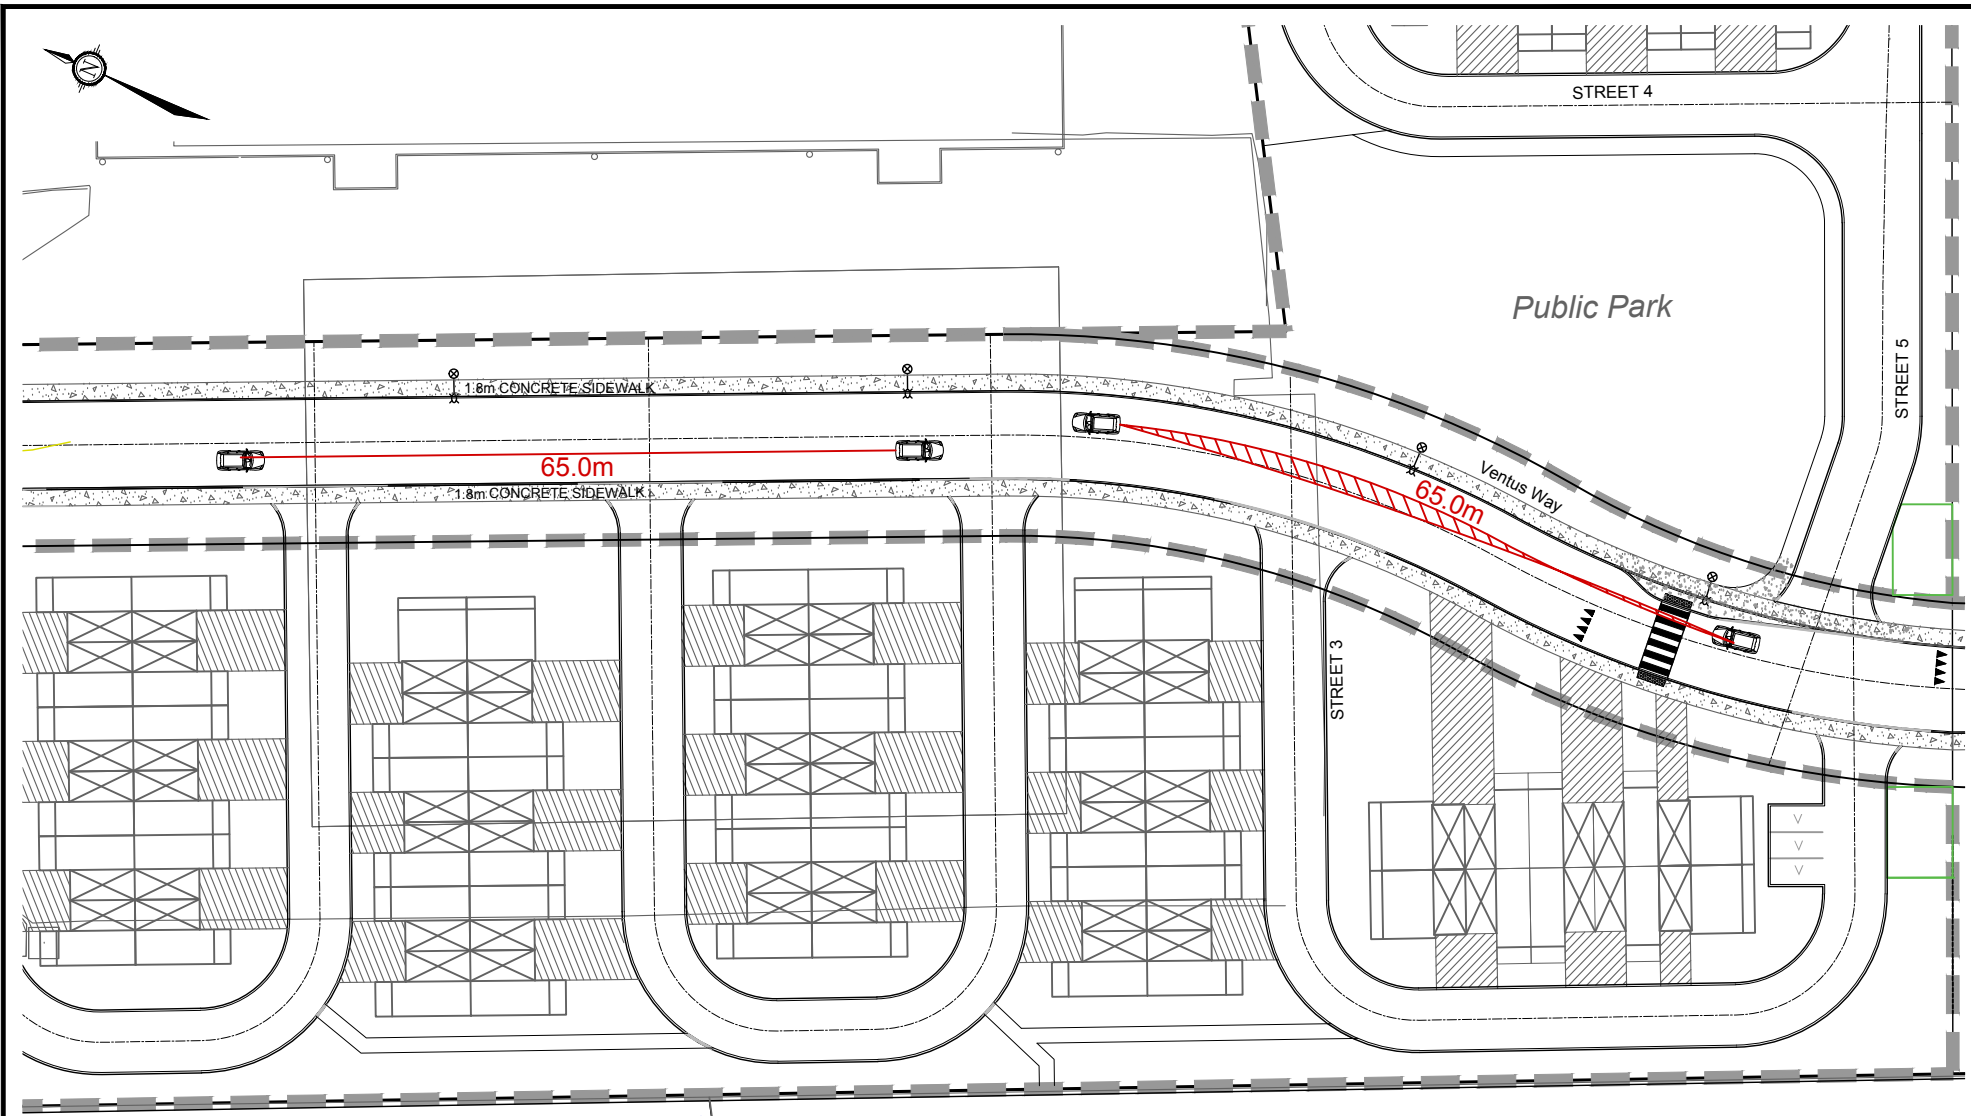 N
STREET 4
Public Park
STREET 5
1.8m CONCRETE SIDEWALK
65.0m
1.8m CONCRETE SIDEWALK
Ventus Way
65.0m
STREET 3